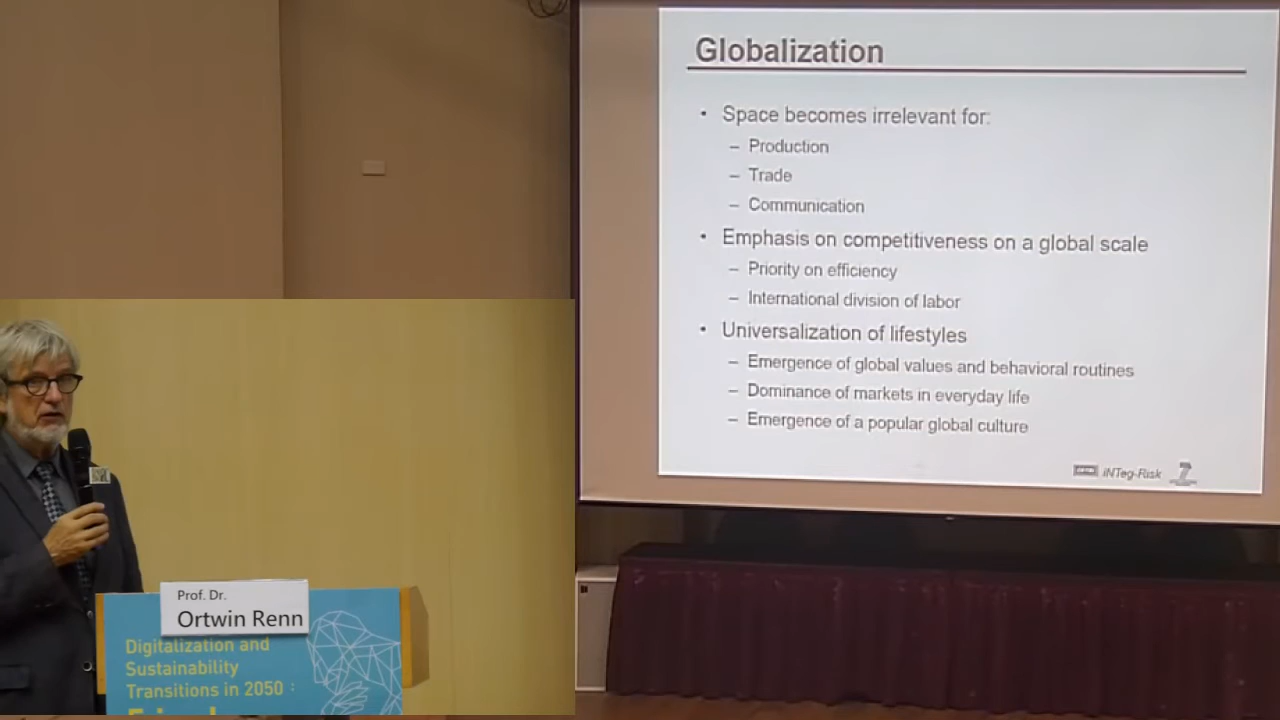 Globalization
• Space becomes irrelevant for:
– Production
– Trade
– Communication
• Emphasis on competitiveness on a global scale
– Priority on efficiency
– International division of labor
• Universalization of lifestyles
– Emergence of global values and behavioral routines
– Dominance of markets in everyday life
– Emergence of a popular global culture
iNTeg-Risk
Prof. Dr.
Ortwin Renn
Digitalization and
Sustainability
Transitions in 2050 :